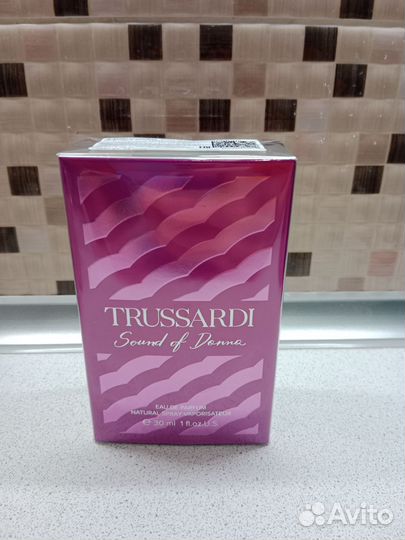 TRUSSARDI
Sound of Donna
EAU DE PARFUM
NATURAL SPRAY VAPORISATEUR
℮ 30 ml 1 fl.oz.U.S.
Avito